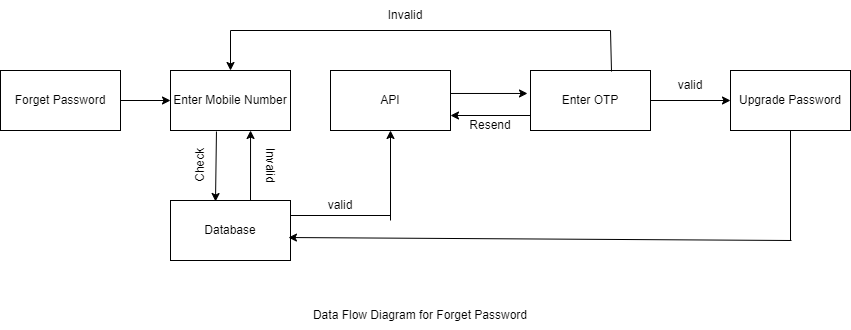 Invalid
Forget Password
Enter Mobile Number
API
Enter OTP
valid
Upgrade Password
Resend
Check
Invalid
valid
Database
Data Flow Diagram for Forget Password